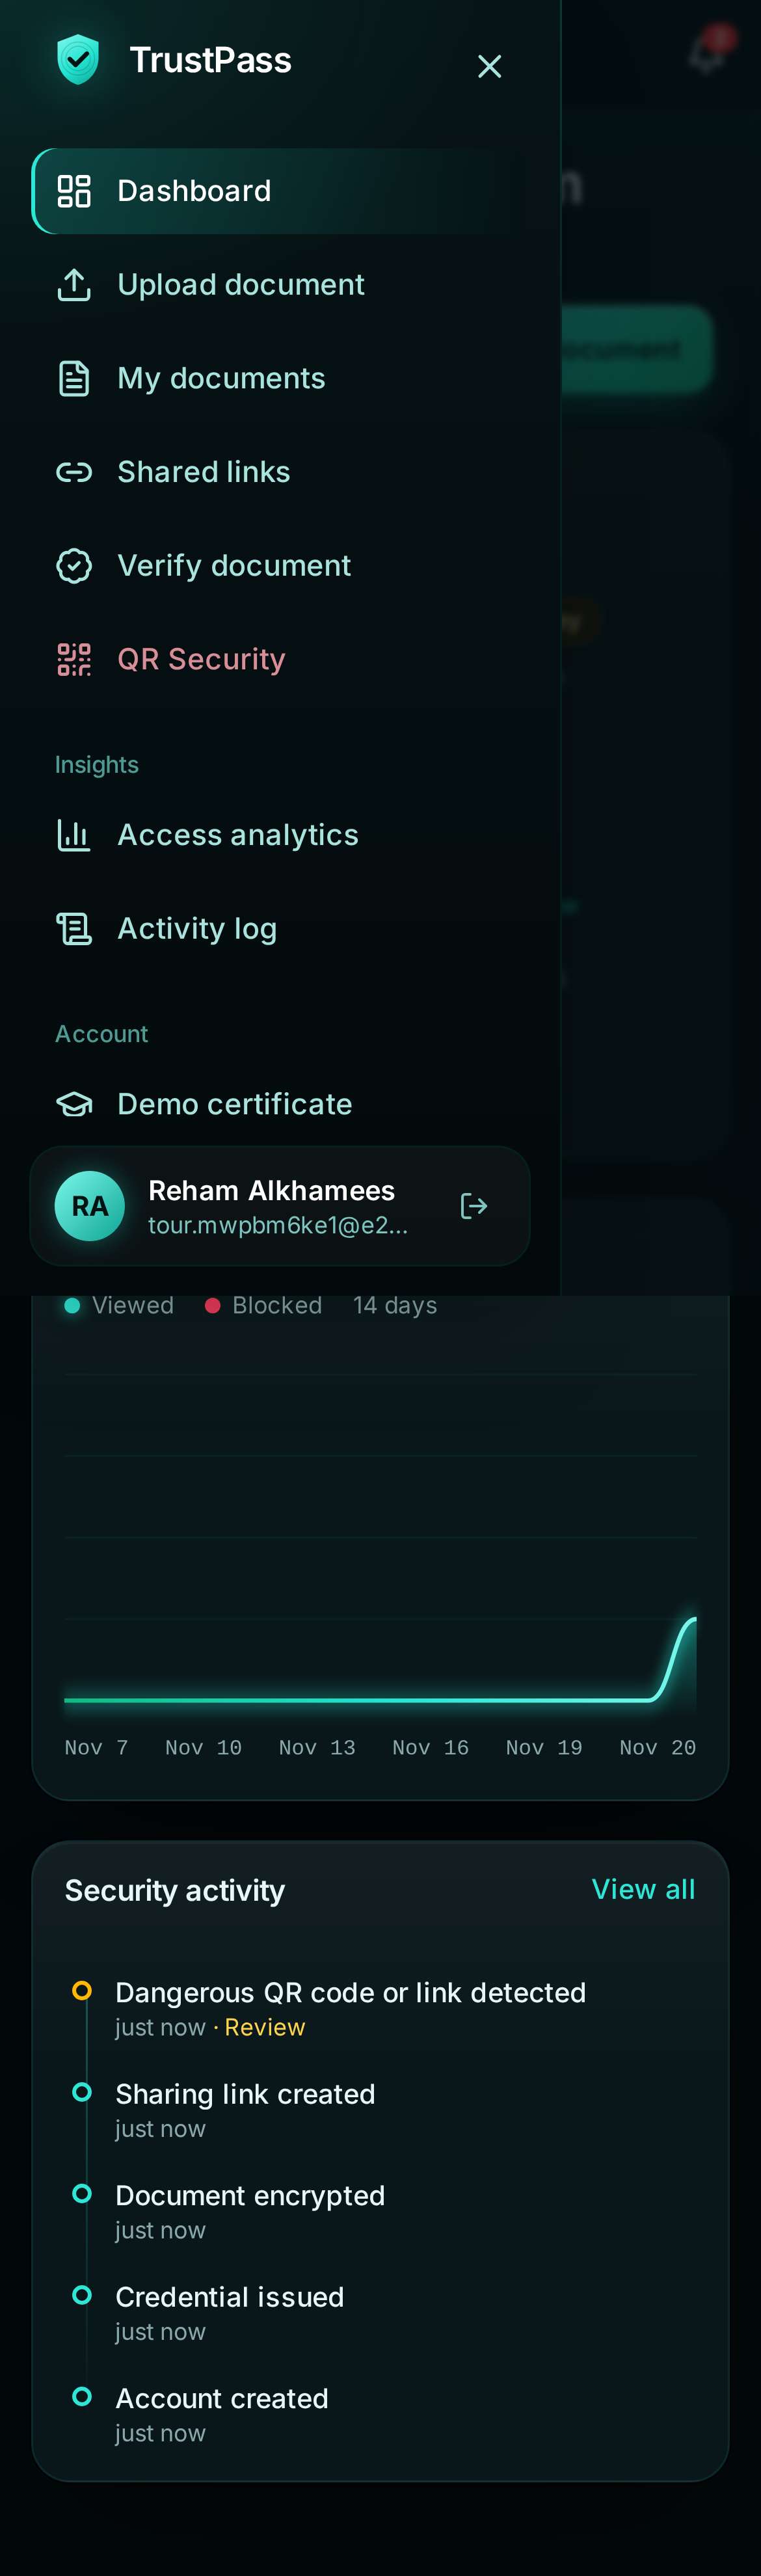 TrustPass
Dashboard
Upload document
My documents
Shared links
Verify document
QR Security
Insights
Access analytics
Activity log
Account
Demo certificate
RA
Reham Alkhamees
tour.mwpbm6ke1@e2...
Viewed Blocked 14 days
Nov 7 Nov 10 Nov 13 Nov 16 Nov 19 Nov 20
Security activity
View all
Dangerous QR code or link detected
just now · Review
Sharing link created
just now
Document encrypted
just now
Credential issued
just now
Account created
just now